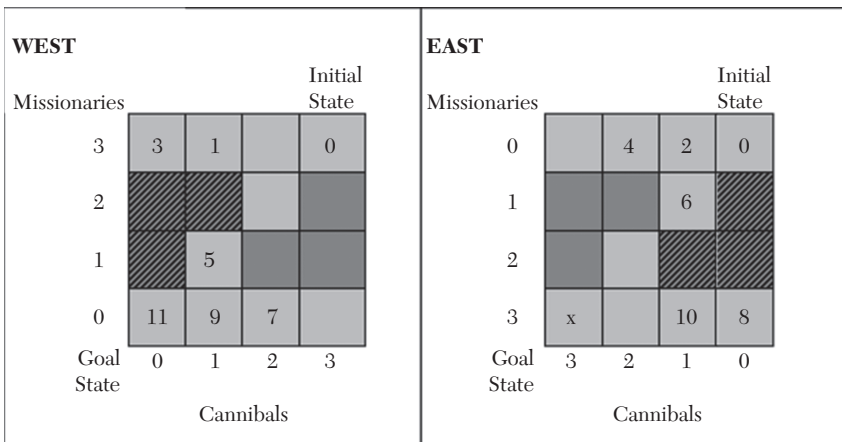 WEST
Initial
State
Missionaries
3 3 1 0
2
1 5
0 11 9 7
Goal
State
0 1 2 3
Cannibals
EAST
Initial
State
Missionaries
0 4 2 0
1 6
2
3 x 10 8
Goal
State
3 2 1 0
Cannibals